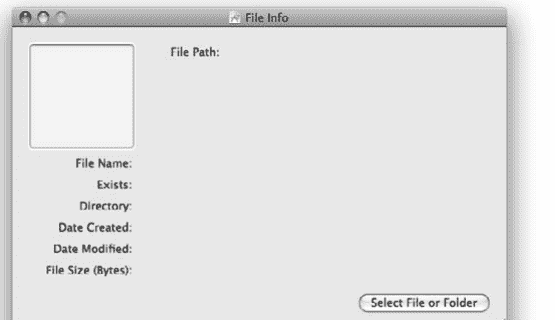 File Info
File Path:
File Name:
Exists:
Directory:
Date Created:
Date Modified:
File Size (Bytes):
Select File or Folder